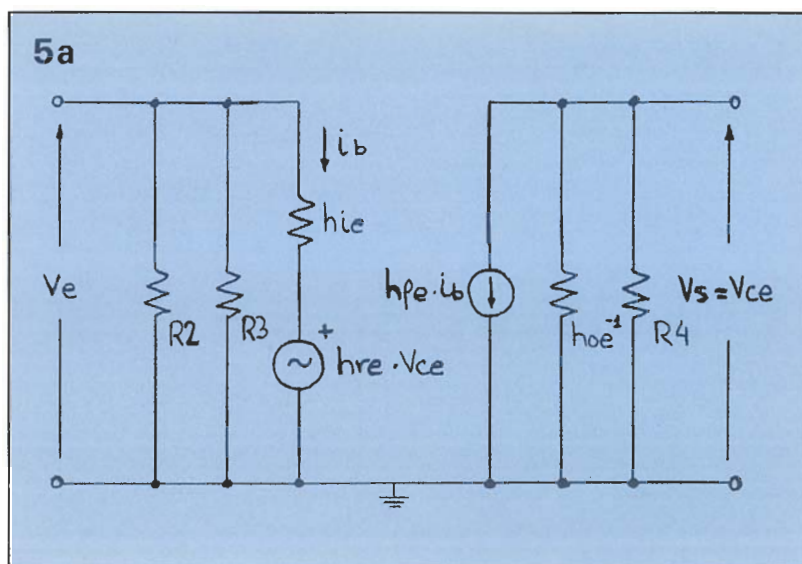 5a
ib
hie
Ve
R2
R3
+
hre · Vce
hfe · ib
hoe⁻¹
R4
Vs = Vce